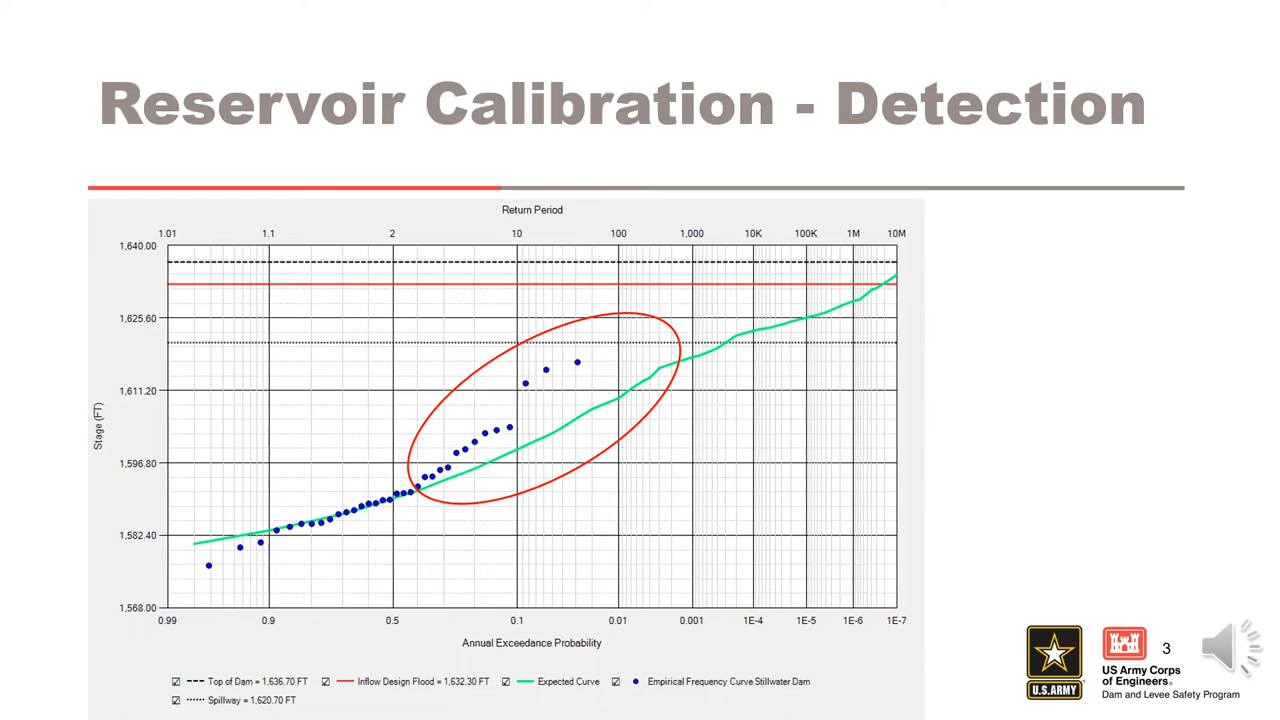 Reservoir Calibration - Detection
Return Period
1.01 1.1 2 10 100 1,000 10K 100K 1M 10M
1,640.00
1,625.60
1,611.20
1,596.80
1,582.40
1,568.00
Stage (FT)
0.99 0.9 0.5 0.1 0.01 0.001 1E-4 1E-5 1E-6 1E-7
Annual Exceedance Probability
Top of Dam = 1,636.70 FT Inflow Design Flood = 1,632.30 FT Expected Curve Empirical Frequency Curve Stillwater Dam
Spillway = 1,620.70 FT
U.S.ARMY
3
US Army Corps
of Engineers®
Dam and Levee Safety Program